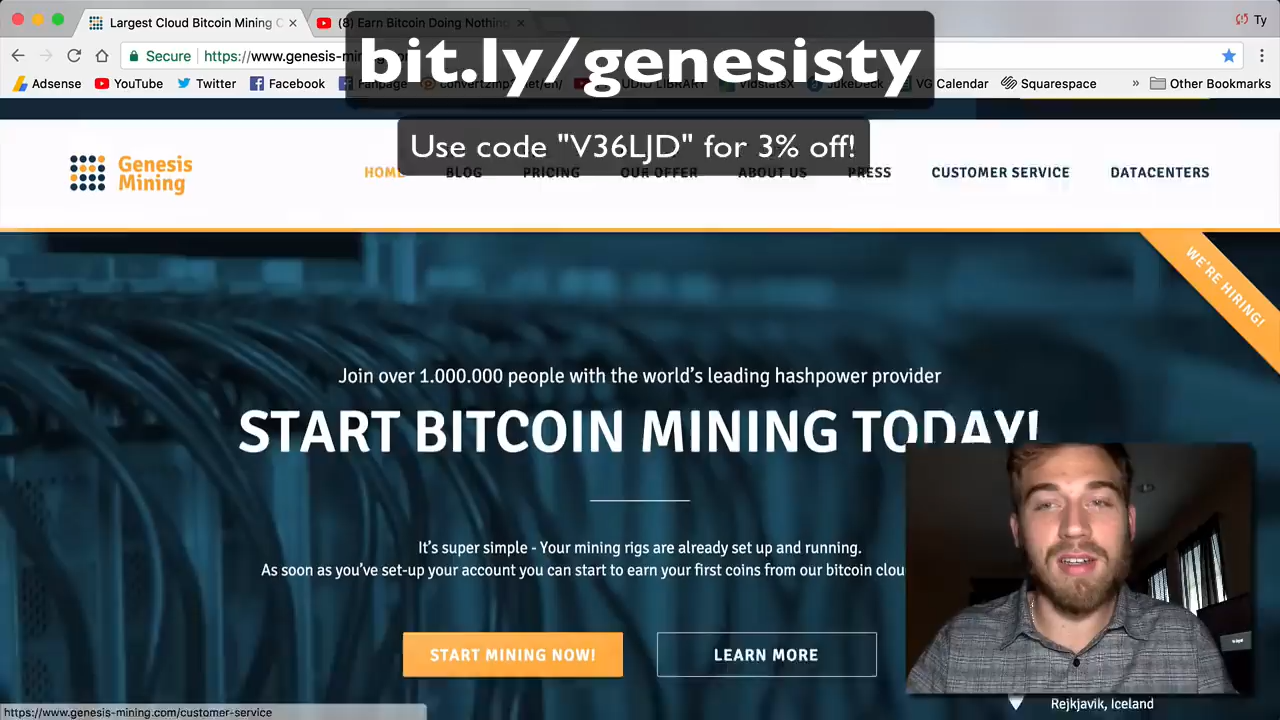 Largest Cloud Bitcoin Mining C
(8) Earn Bitcoin Doing Nothing
Ty
bit.ly/genesisty
Secure
https://www.genesis-mining
Adsense
YouTube
Twitter
Facebook
Fanpage
convert2mp3.net/en/
AUDIO LIBRARY
VidstatsX
JukeDeck
VG Calendar
Squarespace
»
Other Bookmarks
Use code "V36LJD" for 3% off!
Genesis
Mining
HOME
BLOG
PRICING
OUR OFFER
ABOUT US
PRESS
CUSTOMER SERVICE
DATACENTERS
WE'RE HIRING!
Join over 1.000.000 people with the world's leading hashpower provider
START BITCOIN MINING TODAY!
It's super simple - Your mining rigs are already set up and running.
As soon as you've set-up your account you can start to earn your first coins from our bitcoin clou
START MINING NOW!
LEARN MORE
https://www.genesis-mining.com/customer-service
Rejkjavik, Iceland